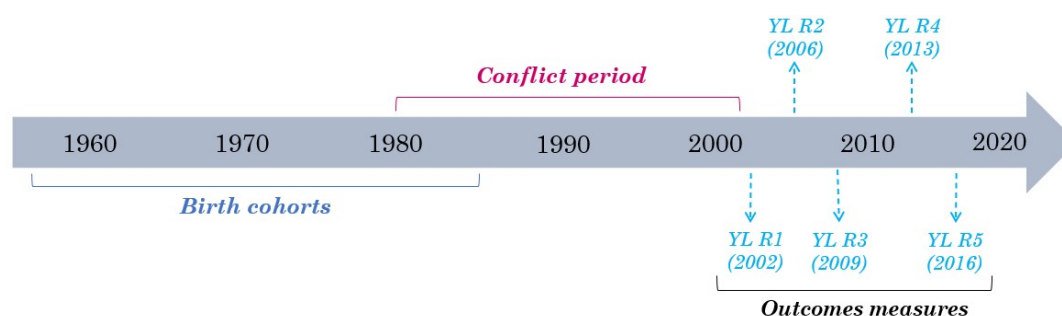 YL R2 YL R4
(2006) (2013)
Conflict period
1960 1970 1980 1990 2000 2010 2020
Birth cohorts
YL R1 YL R3 YL R5
(2002) (2009) (2016)
Outcomes measures